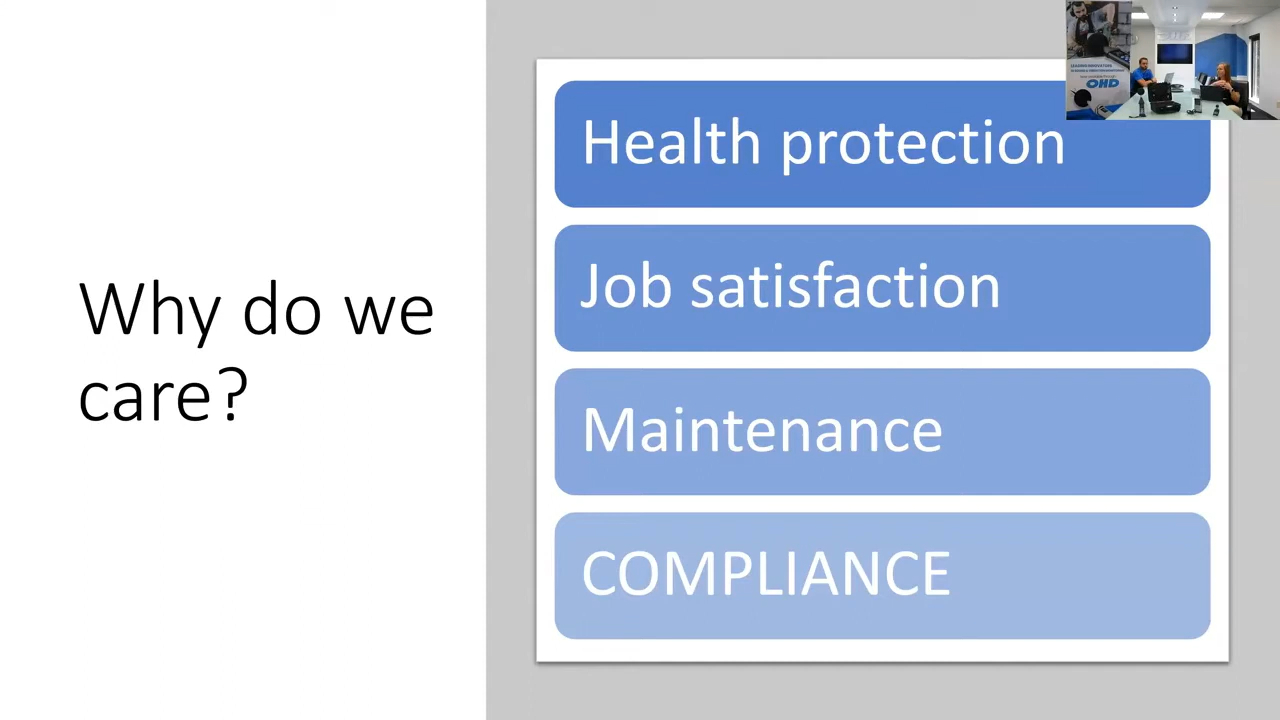 Why do we
care?
Health protection
Job satisfaction
Maintenance
COMPLIANCE
OHD